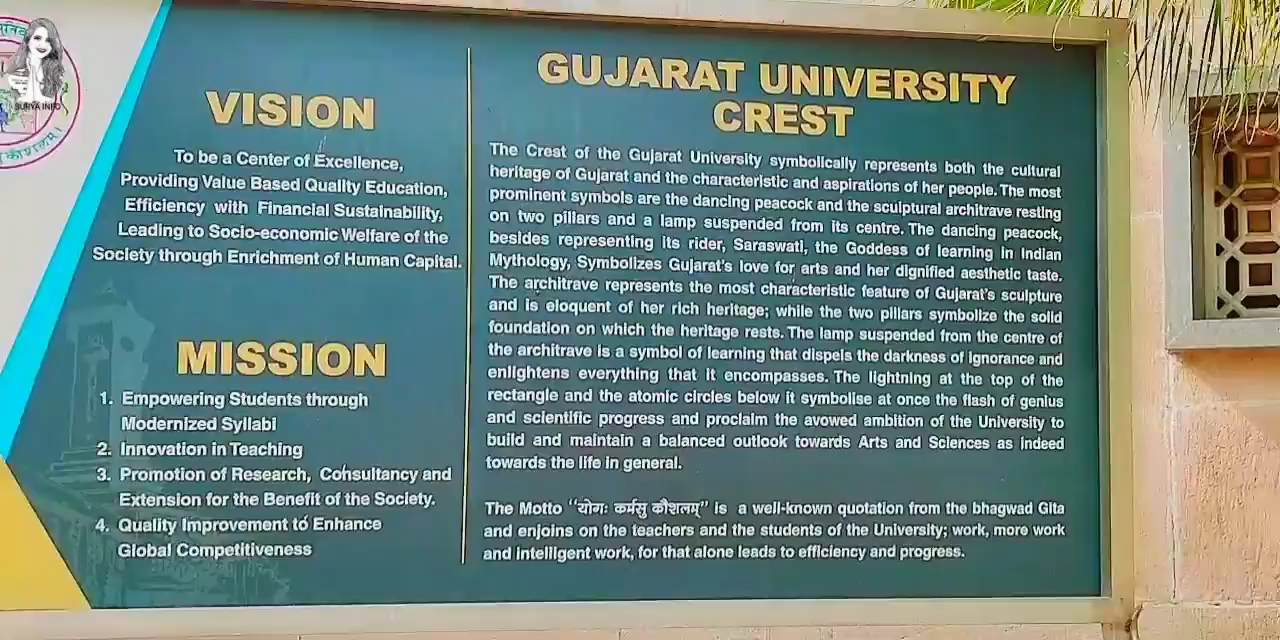 SURYA INFO
VISION
To be a Center of Excellence,
Providing Value Based Quality Education,
Efficiency with Financial Sustainability,
Leading to Socio-economic Welfare of the
Society through Enrichment of Human Capital.
MISSION
1. Empowering Students through
Modernized Syllabi
2. Innovation in Teaching
3. Promotion of Research, Consultancy and
Extension for the Benefit of the Society.
4. Quality Improvement to Enhance
Global Competitiveness
GUJARAT UNIVERSITY
CREST
The Crest of the Gujarat University symbolically represents both the cultural
heritage of Gujarat and the characteristic and aspirations of her people. The most
prominent symbols are the dancing peacock and the sculptural architrave resting
on two pillars and a lamp suspended from its centre. The dancing peacock,
besides representing its rider, Saraswati, the Goddess of learning in Indian
Mythology, Symbolizes Gujarat's love for arts and her dignified aesthetic taste.
The architrave represents the most characteristic feature of Gujarat's sculpture
and is eloquent of her rich heritage; while the two pillars symbolize the solid
foundation on which the heritage rests. The lamp suspended from the centre of
the architrave is a symbol of learning that dispels the darkness of ignorance and
enlightens everything that it encompasses. The lightning at the top of the
rectangle and the atomic circles below it symbolise at once the flash of genius
and scientific progress and proclaim the avowed ambition of the University to
build and maintain a balanced outlook towards Arts and Sciences as indeed
towards the life in general.
The Motto "योगः कर्मसु कौशलम्" is a well-known quotation from the bhagwad Gita
and enjoins on the teachers and the students of the University; work, more work
and intelligent work, for that alone leads to efficiency and progress.